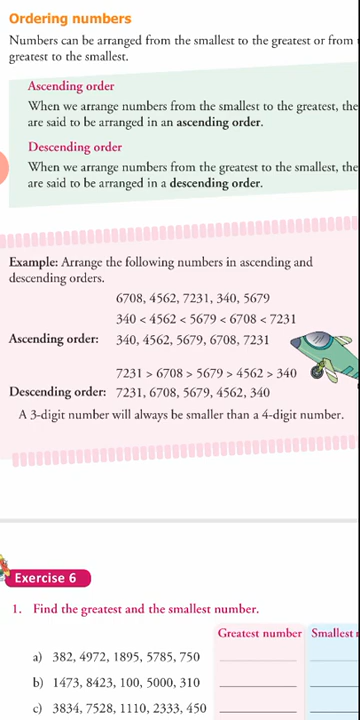 Ordering numbers
Numbers can be arranged from the smallest to the greatest or from
greatest to the smallest.
Ascending order
When we arrange numbers from the smallest to the greatest, the
are said to be arranged in an ascending order.
Descending order
When we arrange numbers from the greatest to the smallest, the
are said to be arranged in a descending order.
Example: Arrange the following numbers in ascending and
descending orders.
6708, 4562, 7231, 340, 5679
340 < 4562 < 5679 < 6708 < 7231
Ascending order: 340, 4562, 5679, 6708, 7231
7231 > 6708 > 5679 > 4562 > 340
Descending order: 7231, 6708, 5679, 4562, 340
A 3-digit number will always be smaller than a 4-digit number.
Exercise 6
1. Find the greatest and the smallest number.
Greatest number Smallest
a) 382, 4972, 1895, 5785, 750
b) 1473, 8423, 100, 5000, 310
c) 3834, 7528, 1110, 2333, 450